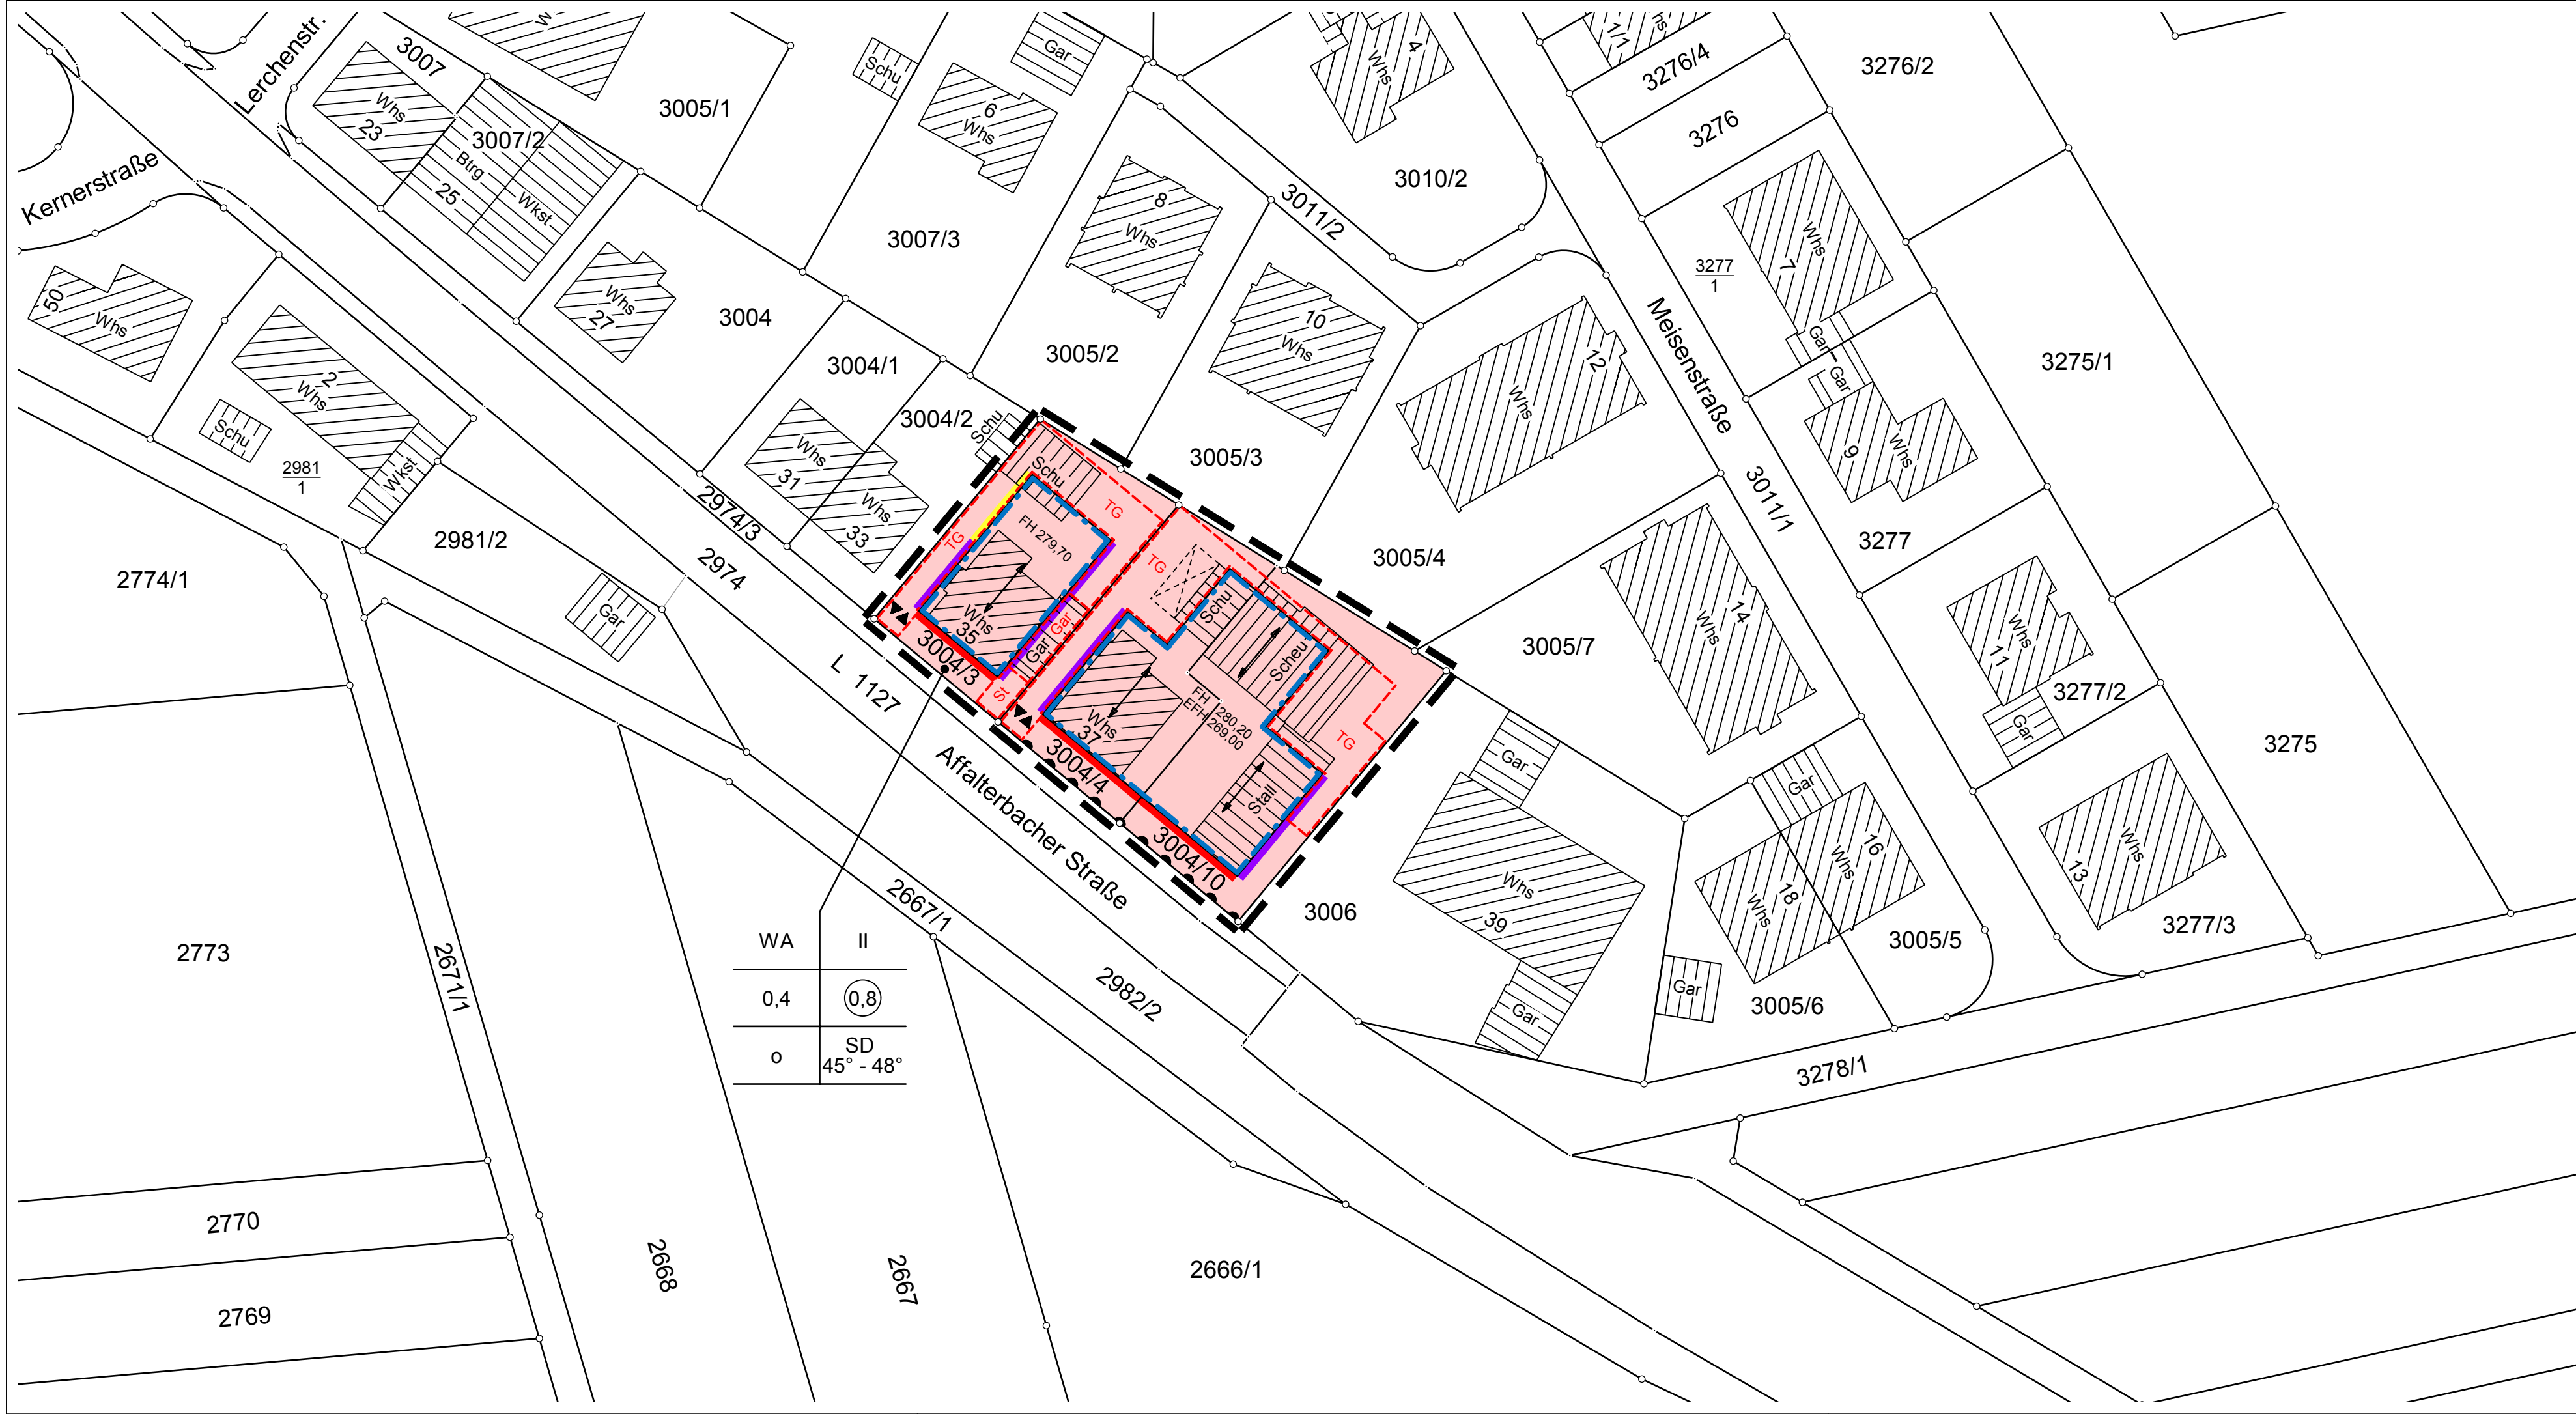 Lerchenstr.
3007
W
3005/1
Schu
Gar
6
Whs
4
Whs
1/1
hs
3276/4
3276/2
3276
Whs
23
3007/2
Btrg
25
Wkst
Kernerstraße
3007/3
8
Whs
3011/2
3010/2
3277
1
7
Whs
Gar
Gar
9
Whs
3275/1
50
Whs
2
Whs
Schu
2981
1
Wkst
Whs
27
3004
3004/1
3004/2
Schu
3005/2
10
Whs
3005/3
12
Whs
Meisenstraße
3011/1
3277
Whs
31
Whs
33
2974/3
2974
2981/2
Gar
2774/1
Schu
TG
TG
FH 279,70
Whs
35
3004/3
St
Gar
Gar
TG
Schu
Scheu
FH 280,20
EFH 269,00
Whs
37
3004/4
Stall
TG
3004/10
3005/4
3005/7
14
Whs
Whs
11
3277/2
Gar
3275
L 1127
Affalterbacher Straße
3006
Gar
Whs
39
Gar
Gar
16
Whs
18
Whs
Gar
3005/5
3005/6
13
Whs
3277/3
2773
2671/1
2667/1
2982/2
3278/1
WA II
0,4 0,8
o SD
45° - 48°
2770
2769
2668
2667
2666/1